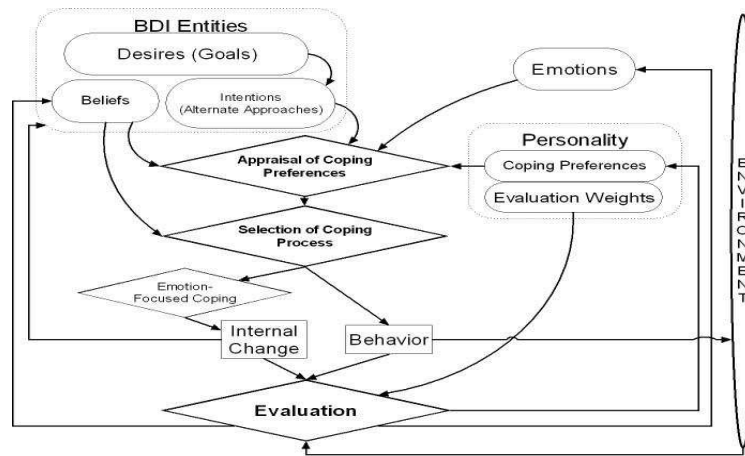 BDI Entities
Desires (Goals)
Beliefs
Intentions
(Alternate Approaches)
Emotions
Personality
Coping Preferences
Evaluation Weights
Appraisal of Coping
Preferences
Selection of Coping
Process
Emotion-
Focused Coping
Internal
Change
Behavior
Evaluation
ENVIRONMENT